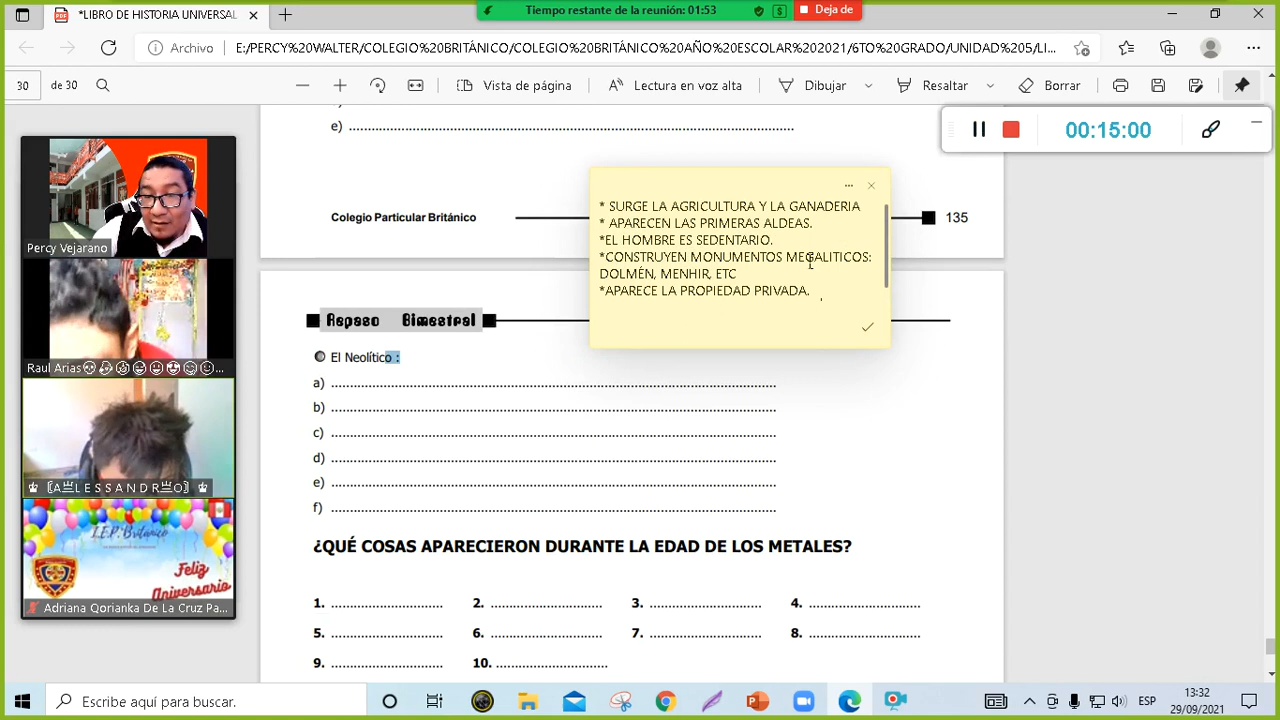 *LIBRO DE HISTORIA UNIVERSAL
Tiempo restante de la reunión: 01:53
Deja de
Archivo
E:/PERCY%20WALTER/COLEGIO%20BRITÁNICO/COLEGIO%20BRITÁNICO%20AÑO%20ESCOLAR%202021/6TO%20GRADO/UNIDAD%205/LI...
30 de 30
Vista de página
Lectura en voz alta
Dibujar
Resaltar
Borrar
00:15:00
e) ....................................................................................................................
Colegio Particular Británico
135
* SURGE LA AGRICULTURA Y LA GANADERIA
* APARECEN LAS PRIMERAS ALDEAS.
*EL HOMBRE ES SEDENTARIO.
*CONSTRUYEN MONUMENTOS MEGALITICOS:
DOLMÉN, MENHIR, ETC
*APARECE LA PROPIEDAD PRIVADA.
Repaso Bimestral
El Neolítico :
a) ....................................................................................................................
b) ....................................................................................................................
c) ....................................................................................................................
d) ....................................................................................................................
e) ....................................................................................................................
f) ....................................................................................................................
¿QUÉ COSAS APARECIERON DURANTE LA EDAD DE LOS METALES?
1. ............................ 2. ............................ 3. ............................ 4. ............................
5. ............................ 6. ............................ 7. ............................ 8. ............................
9. ............................ 10. ............................
Percy Vejarano
Raul Arias💀👌🤗😀😆😍😘😋...
♛ 【A♕L E S S A N D R♕O】 ♛
I.E.P. Británico
Feliz
Aniversario
Adriana Qorianka De La Cruz Pa...
Escribe aquí para buscar.
ESP
13:32
29/09/2021